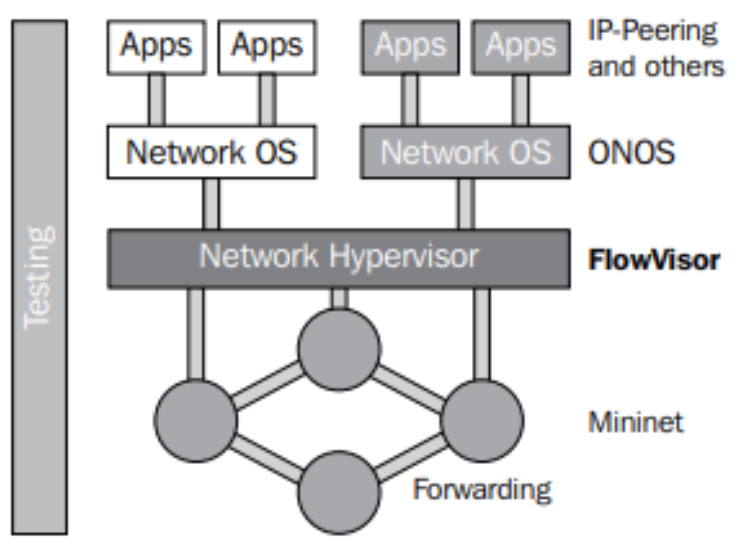 Testing
Apps
Apps
Apps
Apps
IP-Peering
and others
Network OS
Network OS
ONOS
Network Hypervisor
FlowVisor
Mininet
Forwarding